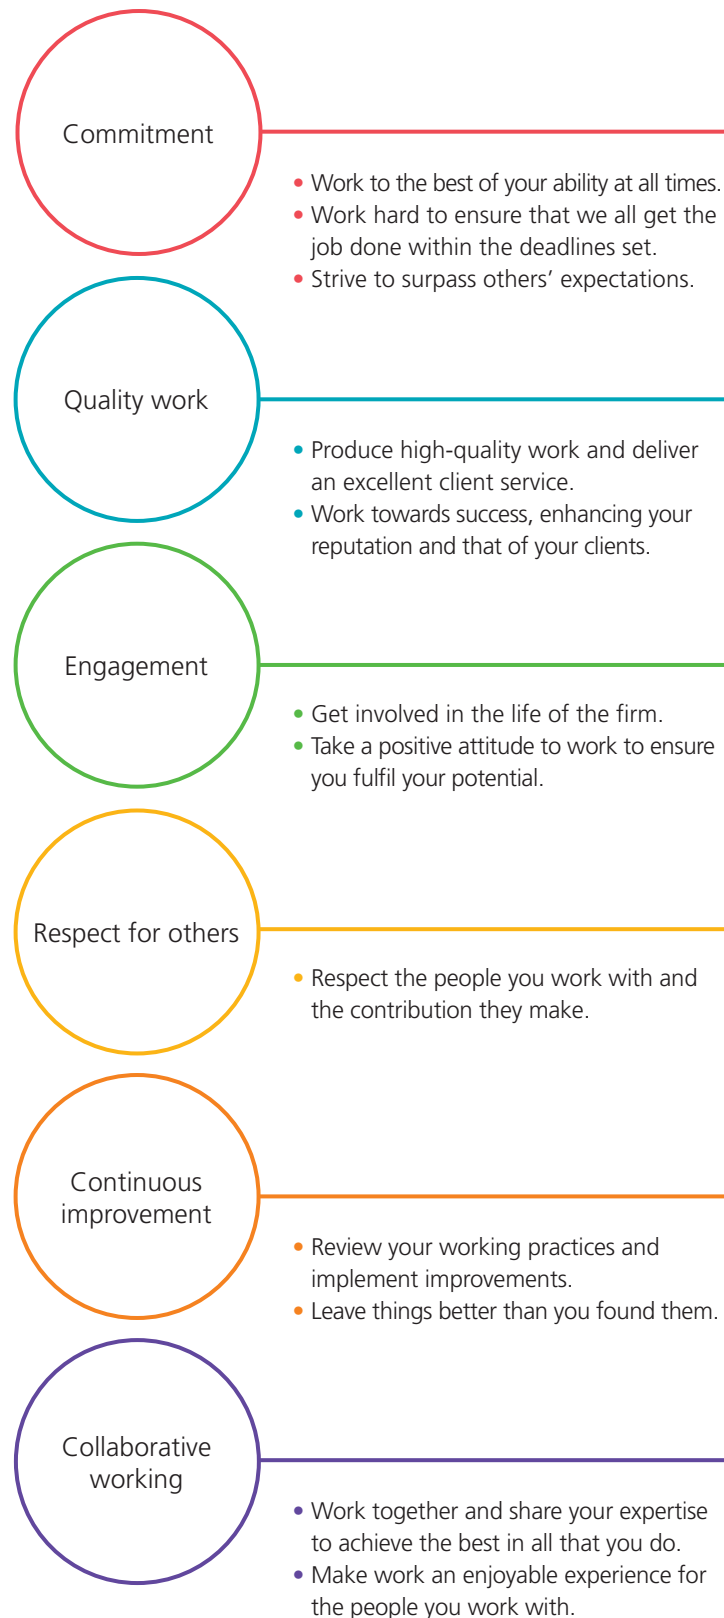 Commitment
• Work to the best of your ability at all times.
• Work hard to ensure that we all get the
job done within the deadlines set.
• Strive to surpass others’ expectations.
Quality work
• Produce high-quality work and deliver
an excellent client service.
• Work towards success, enhancing your
reputation and that of your clients.
Engagement
• Get involved in the life of the firm.
• Take a positive attitude to work to ensure
you fulfil your potential.
Respect for others
• Respect the people you work with and
the contribution they make.
Continuous
improvement
• Review your working practices and
implement improvements.
• Leave things better than you found them.
Collaborative
working
• Work together and share your expertise
to achieve the best in all that you do.
• Make work an enjoyable experience for
the people you work with.